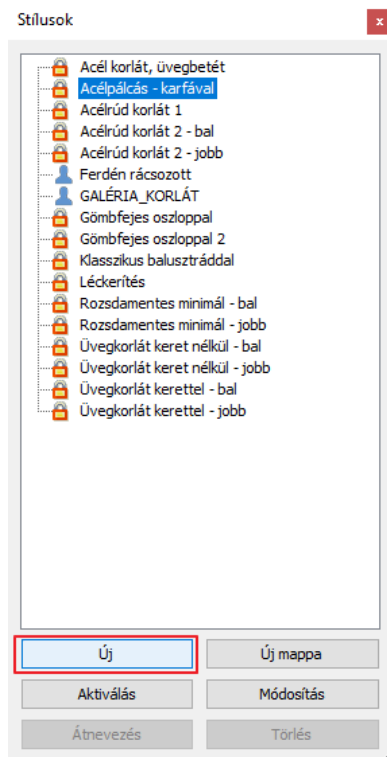 Stílusok
x
Acél korlát, üvegbetét
Acélpálcás - karfával
Acélrúd korlát 1
Acélrúd korlát 2 - bal
Acélrúd korlát 2 - jobb
Ferdén rácsozott
GALÉRIA_KORLÁT
Gömbfejes oszloppal
Gömbfejes oszloppal 2
Klasszikus balusztráddal
Léckerítés
Rozsdamentes minimál - bal
Rozsdamentes minimál - jobb
Üvegkorlát keret nélkül - bal
Üvegkorlát keret nélkül - jobb
Üvegkorlát kerettel - bal
Üvegkorlát kerettel - jobb
Új Új mappa
Aktiválás Módosítás
Átnevezés Törlés